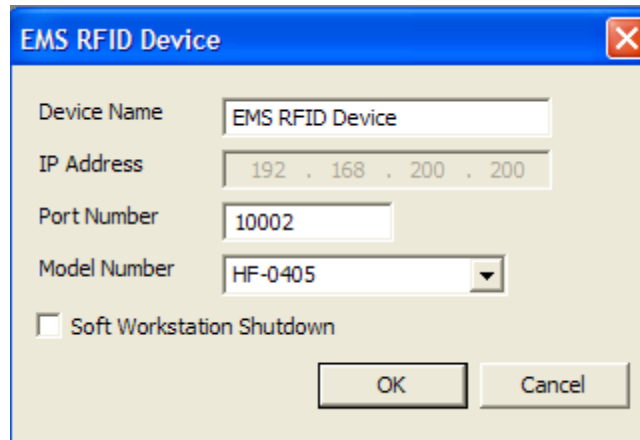 EMS RFID Device
Device Name EMS RFID Device
IP Address 192 . 168 . 200 . 200
Port Number 10002
Model Number HF-0405
Soft Workstation Shutdown
OK Cancel